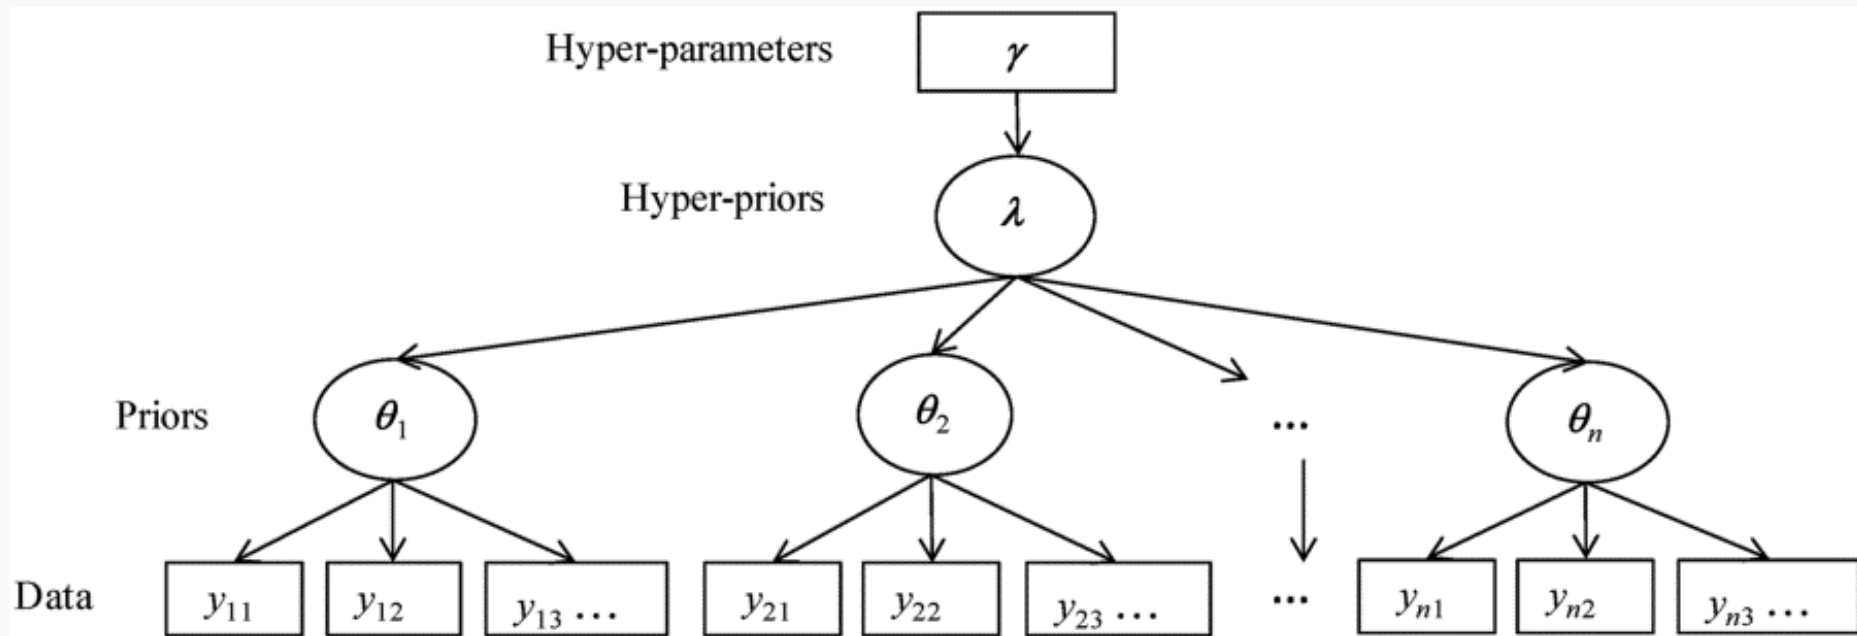 Hyper-parameters γ
Hyper-priors λ
Priors θ1 θ2 ... θn
Data y11 y12 y13 ... y21 y22 y23 ... ... yn1 yn2 yn3 ...